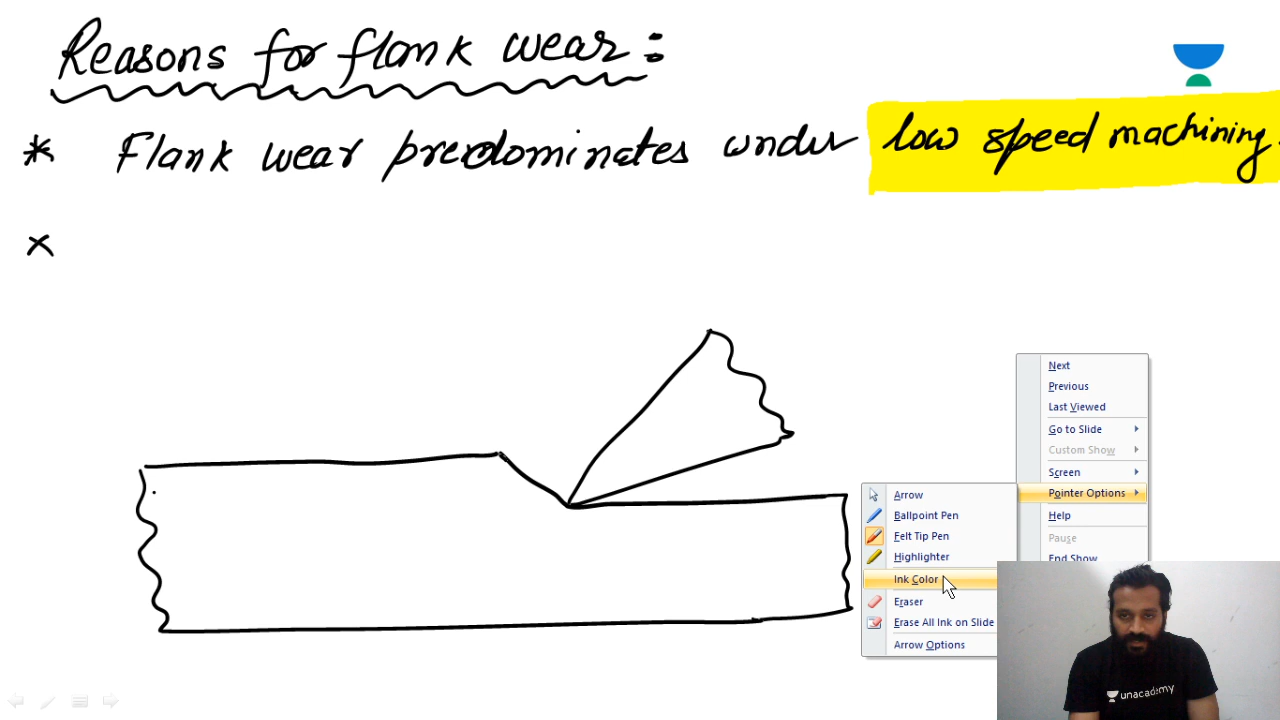 Reasons for flank wear:
* Flank wear predominates under low speed machining.
*
Next
Previous
Last Viewed
Go to Slide
Custom Show
Screen
Pointer Options
Help
Pause
End Show
Arrow
Ballpoint Pen
Felt Tip Pen
Highlighter
Ink Color
Eraser
Erase All Ink on Slide
Arrow Options
unacademy